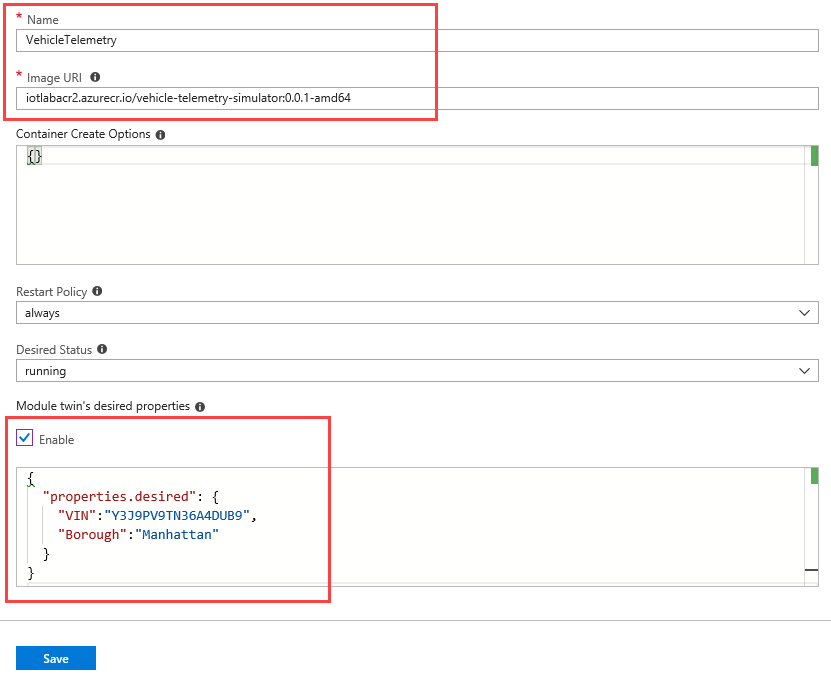 * Name
VehicleTelemetry
* Image URI
iotlabacr2.azurecr.io/vehicle-telemetry-simulator:0.0.1-amd64
Container Create Options
{}
Restart Policy
always
Desired Status
running
Module twin's desired properties
Enable
{
"properties.desired": {
"VIN":"Y3J9PV9TN36A4DUB9",
"Borough":"Manhattan"
}
}
Save